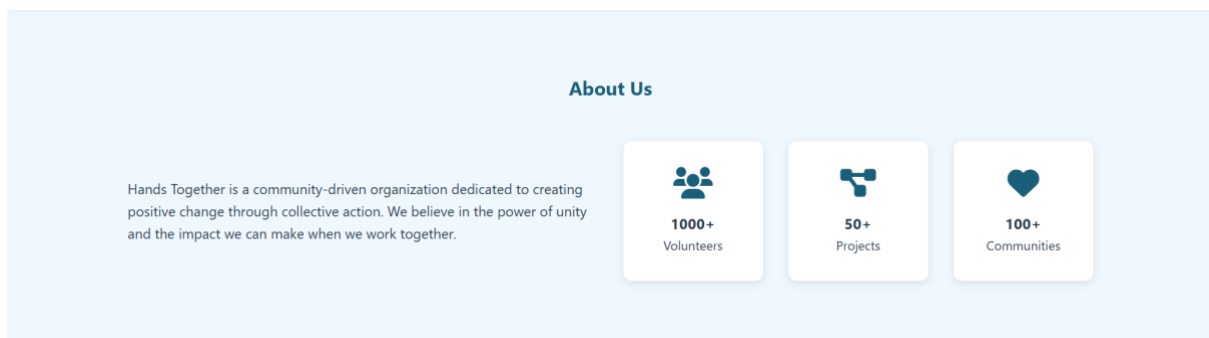 About Us
Hands Together is a community-driven organization dedicated to creating
positive change through collective action. We believe in the power of unity
and the impact we can make when we work together.
1000+
Volunteers
50+
Projects
100+
Communities